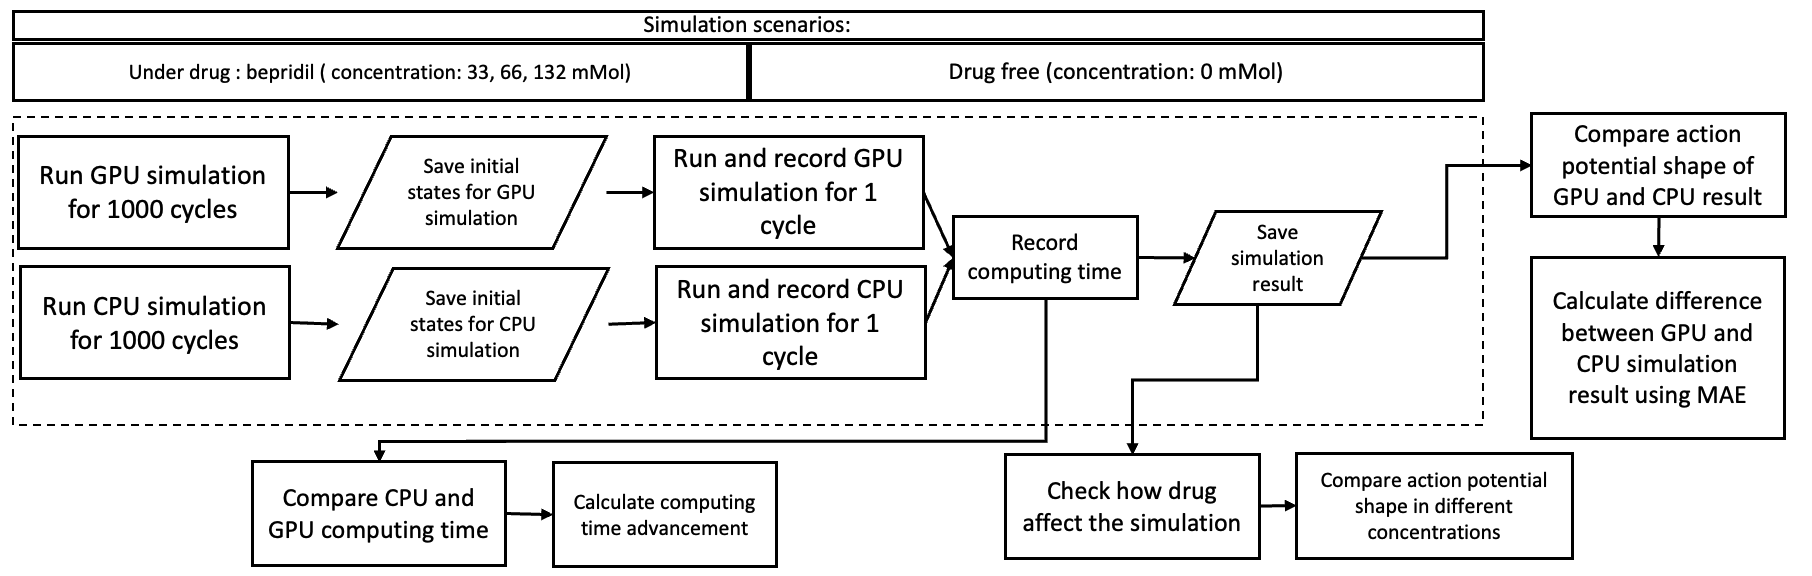 Simulation scenarios:
Under drug : bepridil ( concentration: 33, 66, 132 mMol)
Drug free (concentration: 0 mMol)
Run GPU simulation
for 1000 cycles
Save initial
states for GPU
simulation
Run and record GPU
simulation for 1
cycle
Run CPU simulation
for 1000 cycles
Save initial
states for CPU
simulation
Run and record CPU
simulation for 1
cycle
Record
computing time
Save
simulation
result
Compare action
potential shape of
GPU and CPU result
Calculate difference
between GPU and
CPU simulation
result using MAE
Compare CPU and
GPU computing time
Calculate computing
time advancement
Check how drug
affect the simulation
Compare action potential
shape in different
concentrations